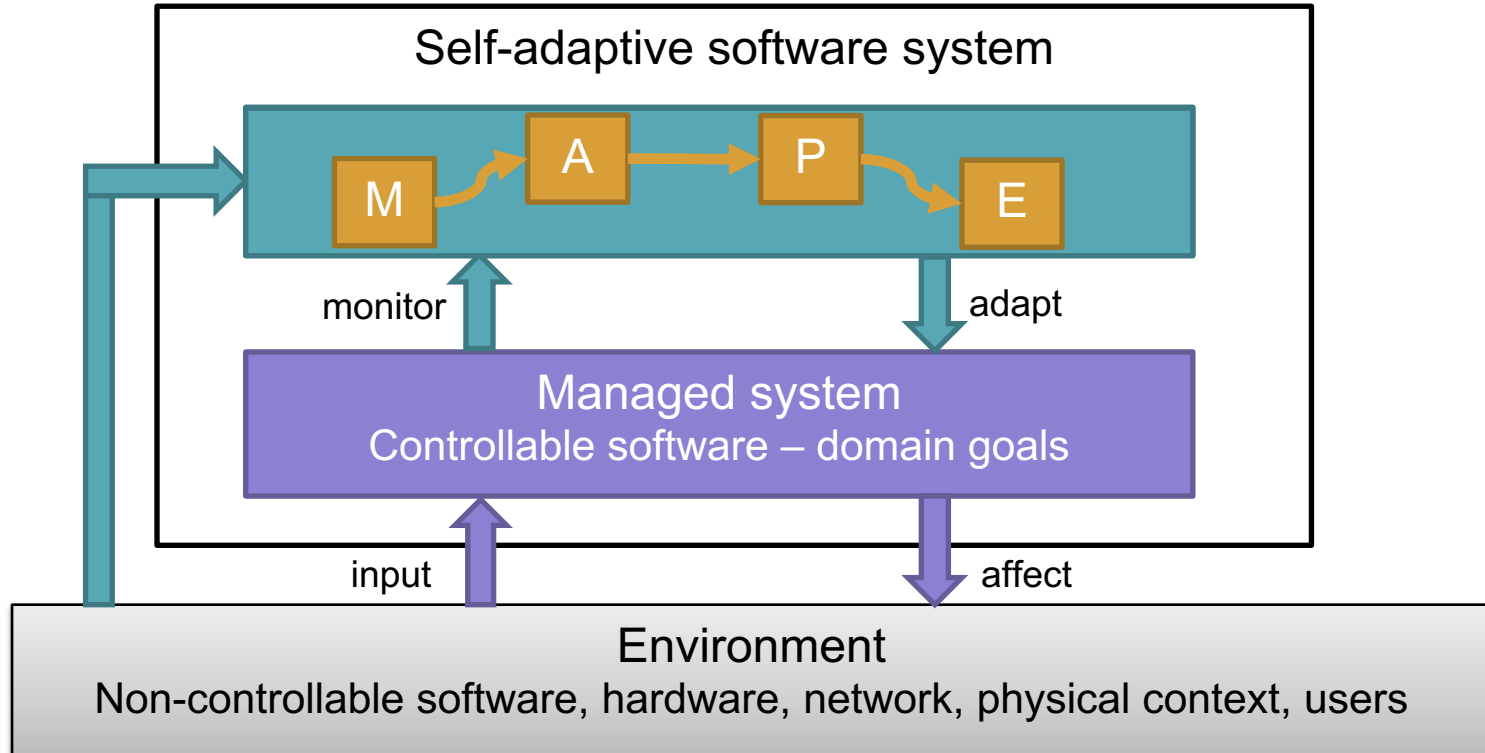 Self-adaptive software system
M
A
P
E
monitor
adapt
Managed system
Controllable software – domain goals
input
affect
Environment
Non-controllable software, hardware, network, physical context, users